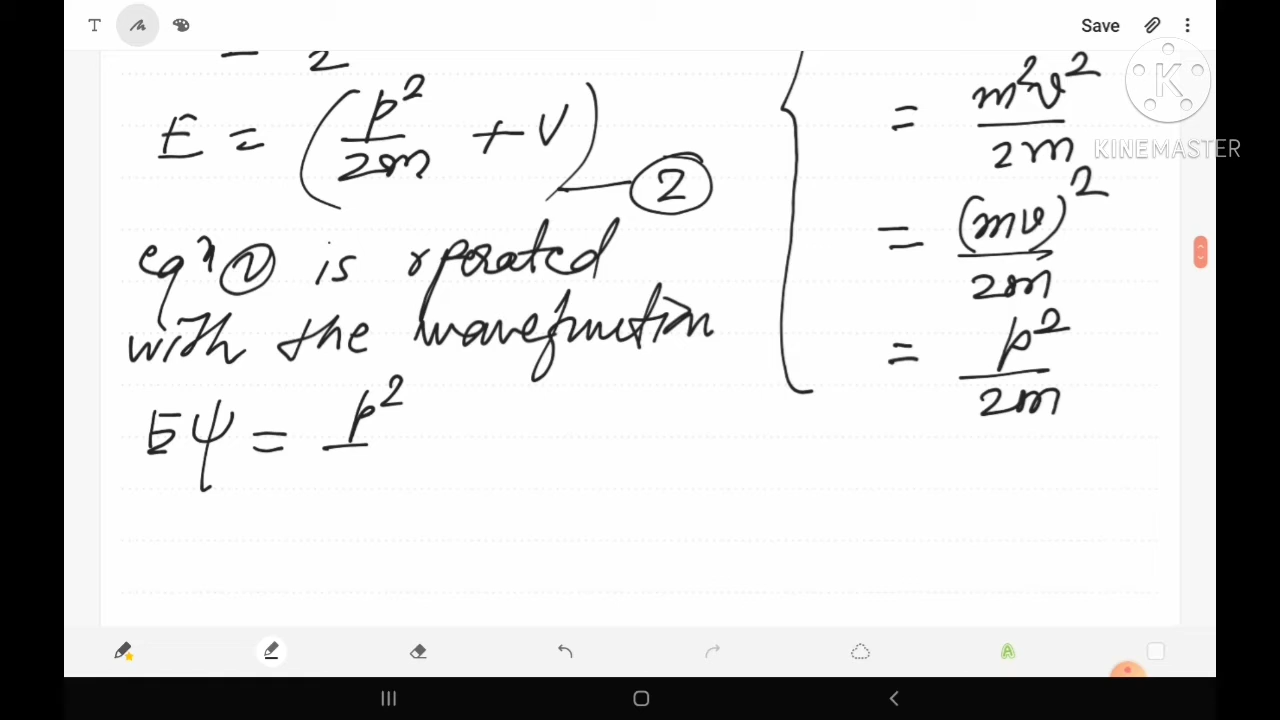 T
Save
KINEMASTER
E = (p²/2m + V) — 2
eqⁿ 2 is operated
with the wavefunction
Eψ = p²
= m²v²/2m
= (mv)²/2m
= p²/2m